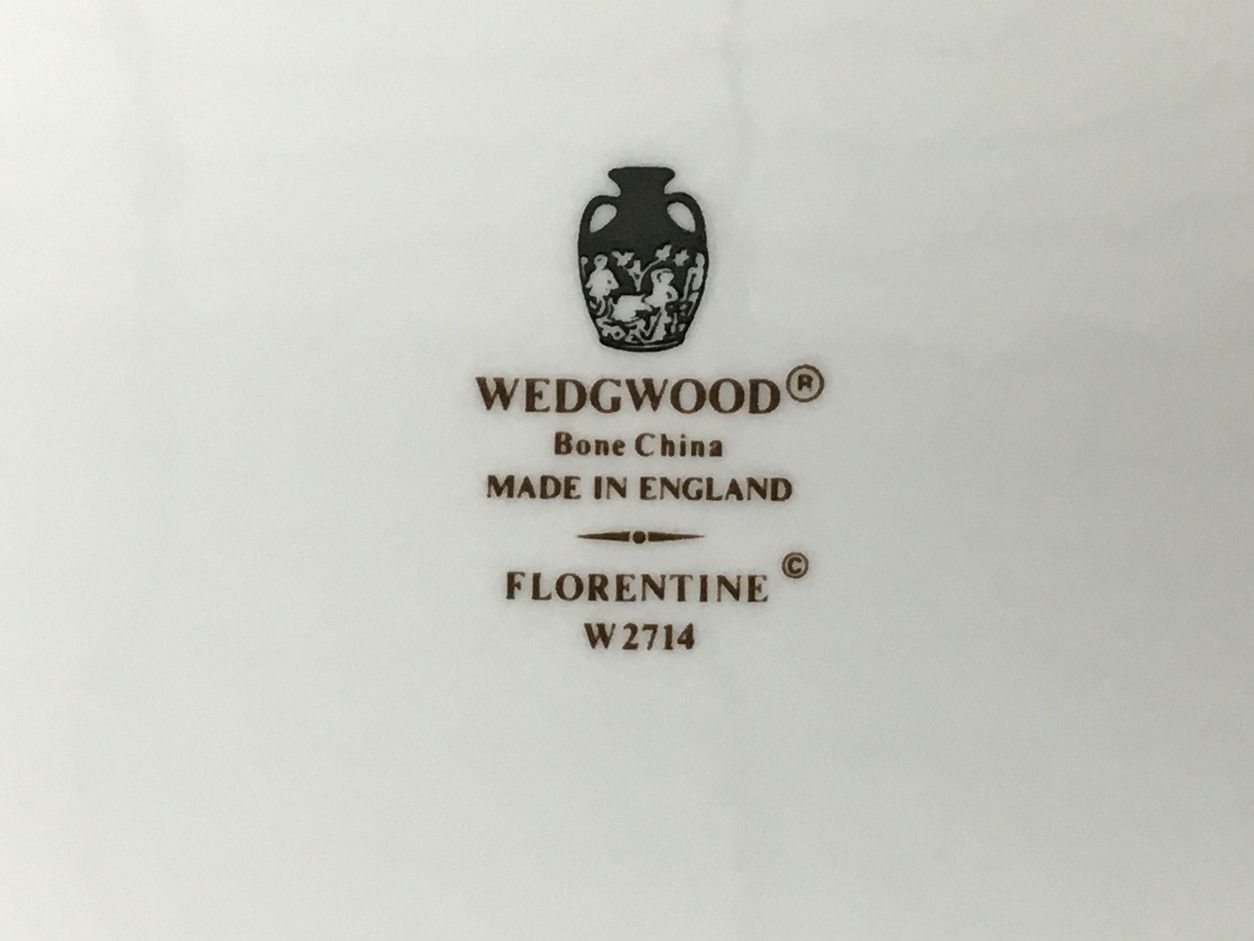 WEDGWOOD®
Bone China
MADE IN ENGLAND
FLORENTINE ©
W2714